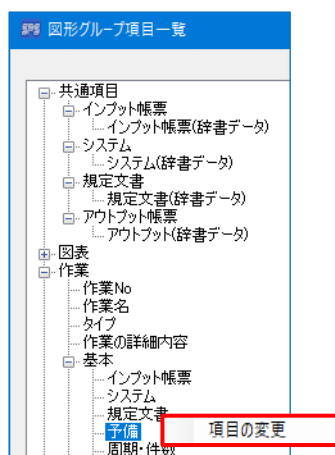 SPS 図形グループ項目一覧
共通項目
インプット帳票
インプット帳票(辞書データ)
システム
システム(辞書データ)
規定文書
規定文書(辞書データ)
アウトプット帳票
アウトプット(辞書データ)
図表
作業
作業No
作業名
タイプ
作業の詳細内容
基本
インプット帳票
システム
規定文書
予備 項目の変更
周期・件数